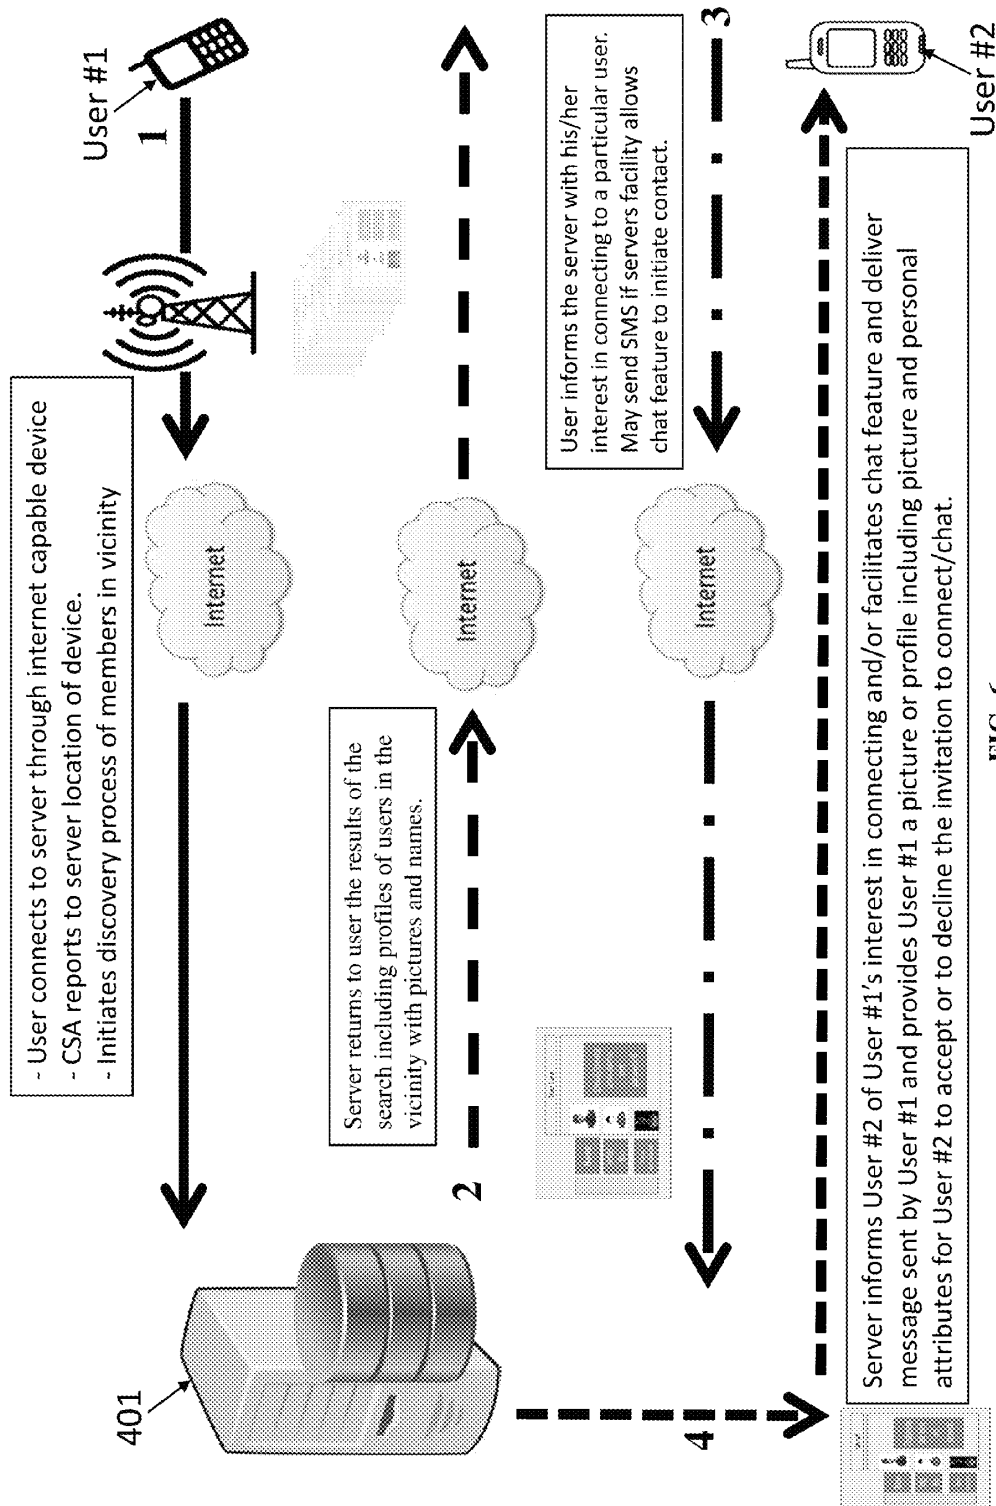 - User connects to server through internet capable device
- CSA reports to server location of device.
- Initiates discovery process of members in vicinity
User #1
1
401
Internet
Server returns to user the results of the
search including profiles of users in the
vicinity with pictures and names.
2
Internet
User informs the server with his/her
interest in connecting to a particular user.
May send SMS if servers facility allows
chat feature to initiate contact.
3
Internet
4
User #2
Server informs User #2 of User #1's interest in connecting and/or facilitates chat feature and deliver
message sent by User #1 and provides User #1 a picture or profile including picture and personal
attributes for User #2 to accept or to decline the invitation to connect/chat.